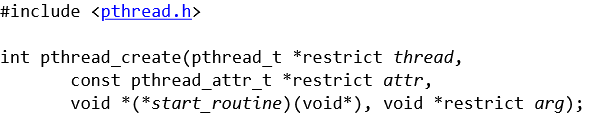 #include <pthread.h>
int pthread_create(pthread_t *restrict thread,
const pthread_attr_t *restrict attr,
void *(*start_routine)(void*), void *restrict arg);